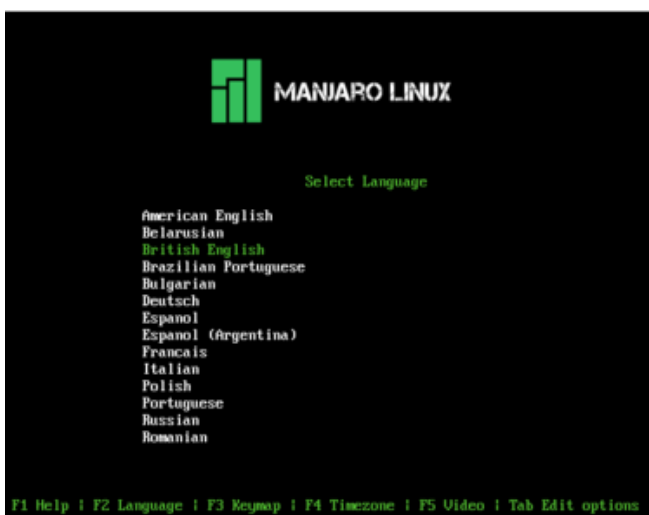 MANJARO LINUX
Select Language
American English
Belarusian
British English
Brazilian Portuguese
Bulgarian
Deutsch
Espanol
Espanol (Argentina)
Francais
Italian
Polish
Portuguese
Russian
Romanian
F1 Help | F2 Language | F3 Keymap | F4 Timezone | F5 Video | Tab Edit options